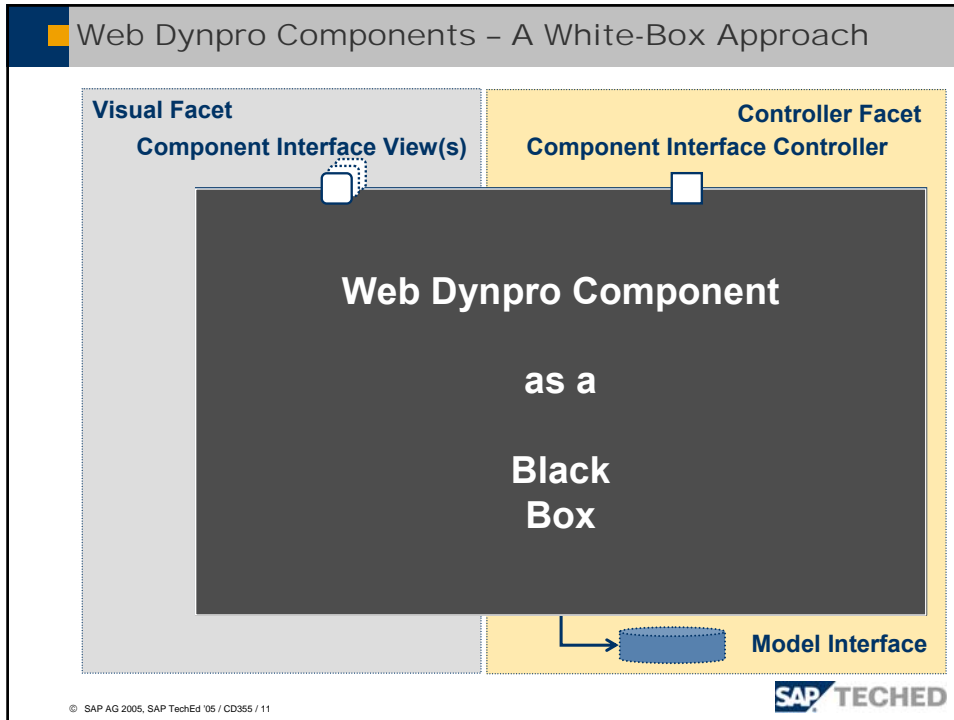 Web Dynpro Components – A White-Box Approach
Visual Facet
Controller Facet
Component Interface View(s)
Component Interface Controller
Web Dynpro Component
as a
Black
Box
Model Interface
© SAP AG 2005, SAP TechEd '05 / CD355 / 11
SAP TECHED